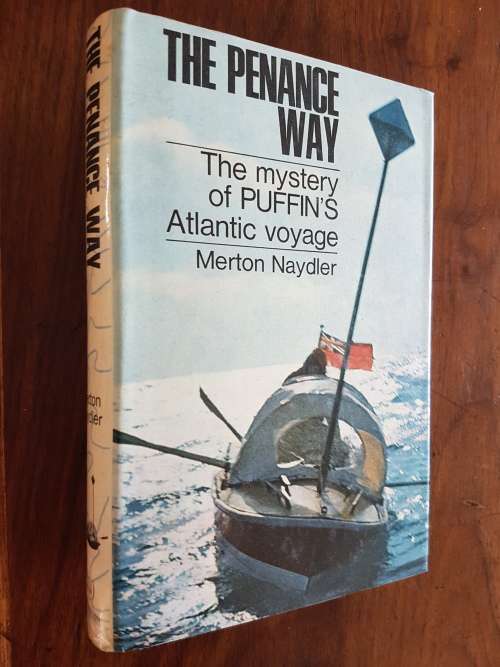 THE PENANCE
WAY
The mystery
of PUFFIN'S
Atlantic voyage
Merton Naydler
THE PENANCE WAY